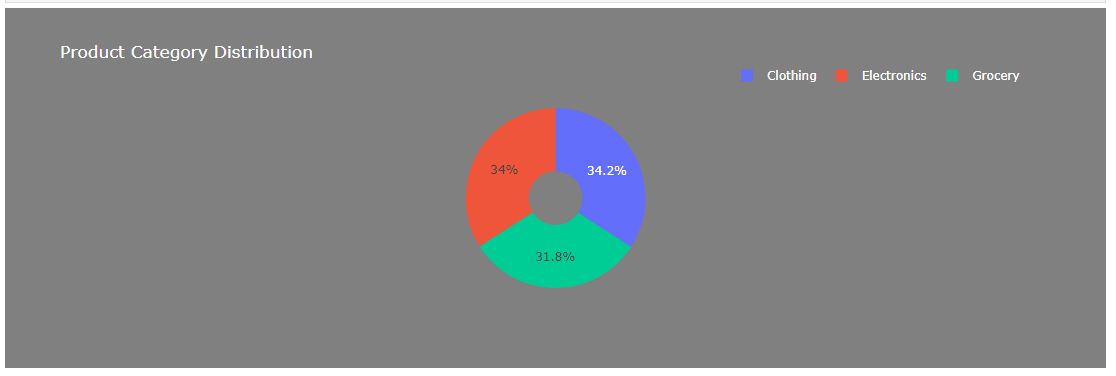 Product Category Distribution
Clothing Electronics Grocery
34% 34.2%
31.8%